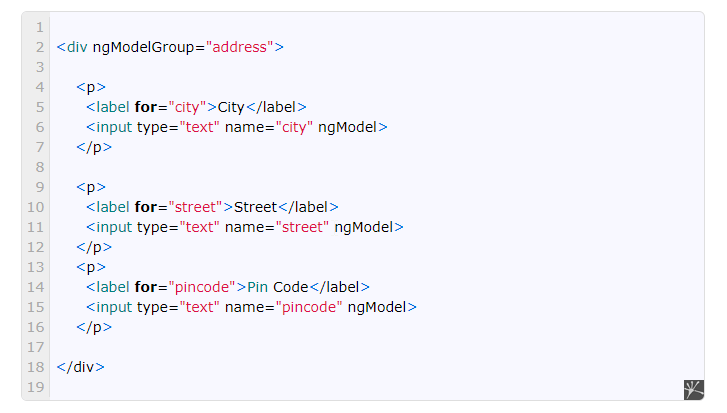 1
2 <div ngModelGroup="address">
3
4 <p>
5 <label for="city">City</label>
6 <input type="text" name="city" ngModel>
7 </p>
8
9 <p>
10 <label for="street">Street</label>
11 <input type="text" name="street" ngModel>
12 </p>
13 <p>
14 <label for="pincode">Pin Code</label>
15 <input type="text" name="pincode" ngModel>
16 </p>
17
18 </div>
19